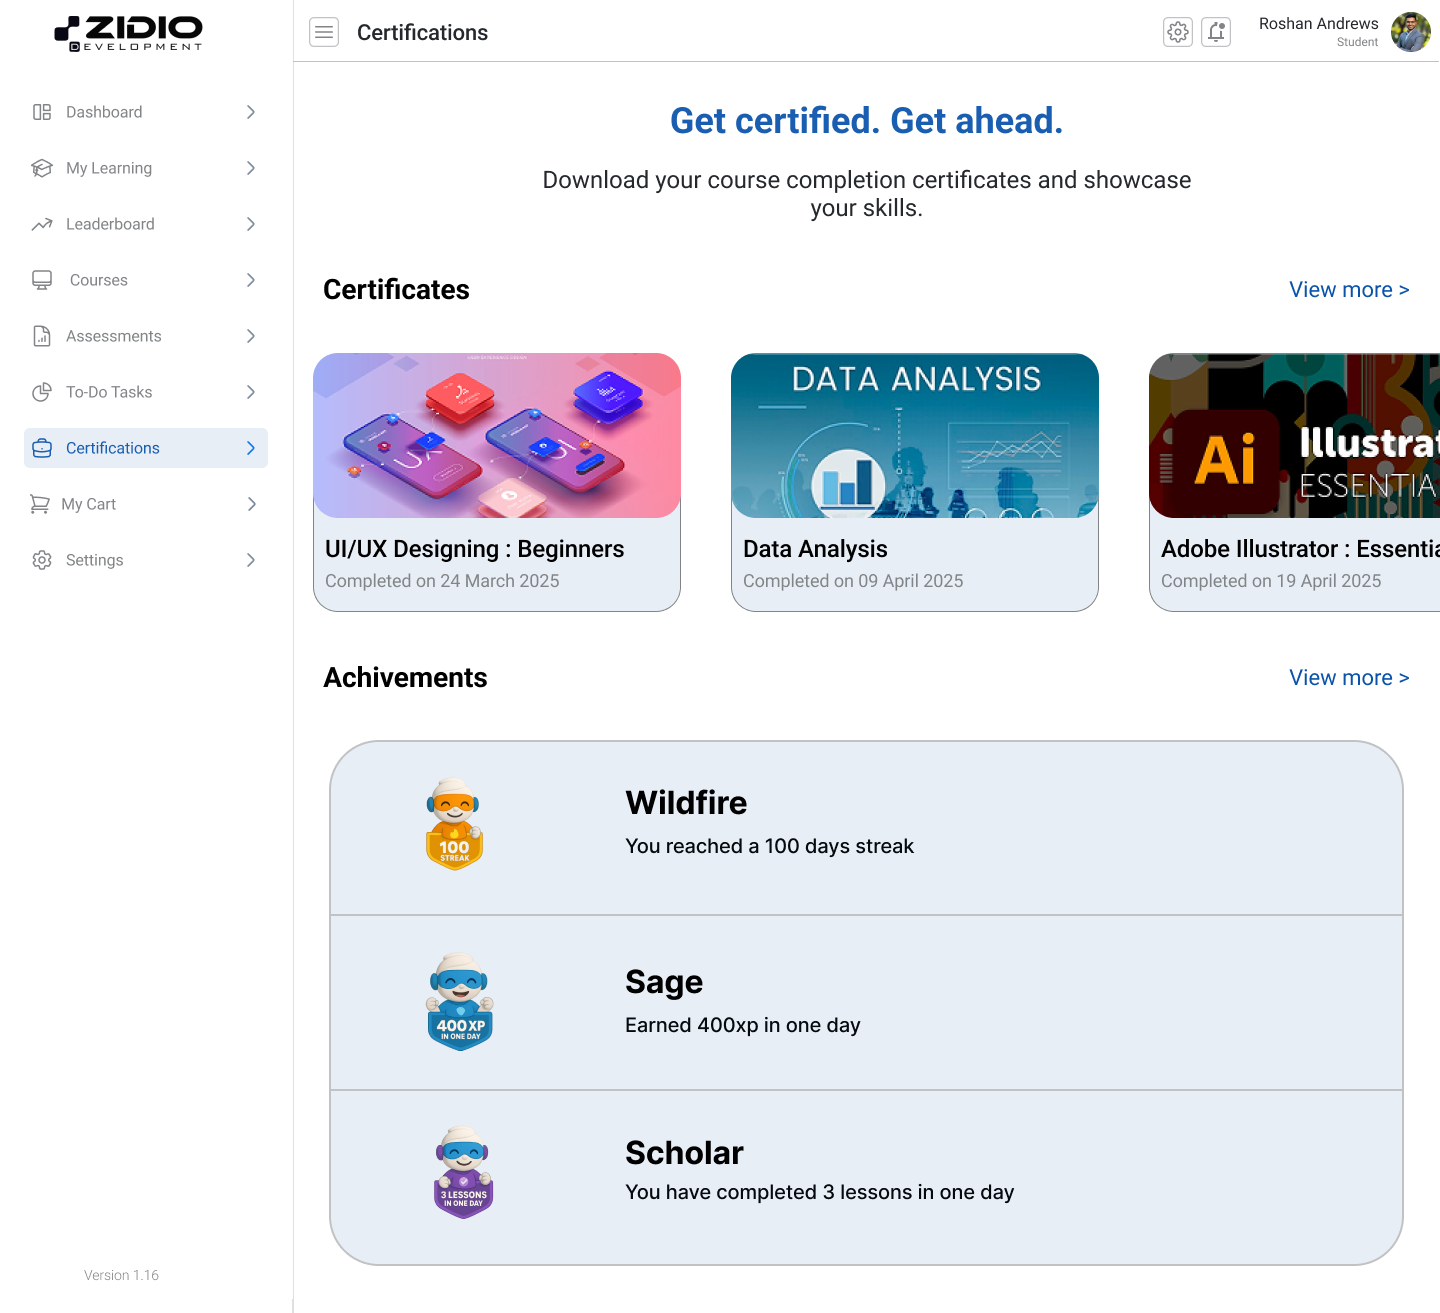 ZIDIO
DEVELOPMENT
Certifications
Roshan Andrews
Student
Dashboard
My Learning
Leaderboard
Courses
Assessments
To-Do Tasks
Certifications
My Cart
Settings
Version 1.16
Get certified. Get ahead.
Download your course completion certificates and showcase
your skills.
Certificates
View more >
UX
UI
UI/UX Designing : Beginners
Completed on 24 March 2025
DATA ANALYSIS
Data Analysis
Completed on 09 April 2025
Ai
Illustrat
ESSENTIA
Adobe Illustrator : Essentia
Completed on 19 April 2025
Achivements
View more >
100
STREAK
Wildfire
You reached a 100 days streak
400 XP
IN ONE DAY
Sage
Earned 400xp in one day
3 LESSONS
IN ONE DAY
Scholar
You have completed 3 lessons in one day